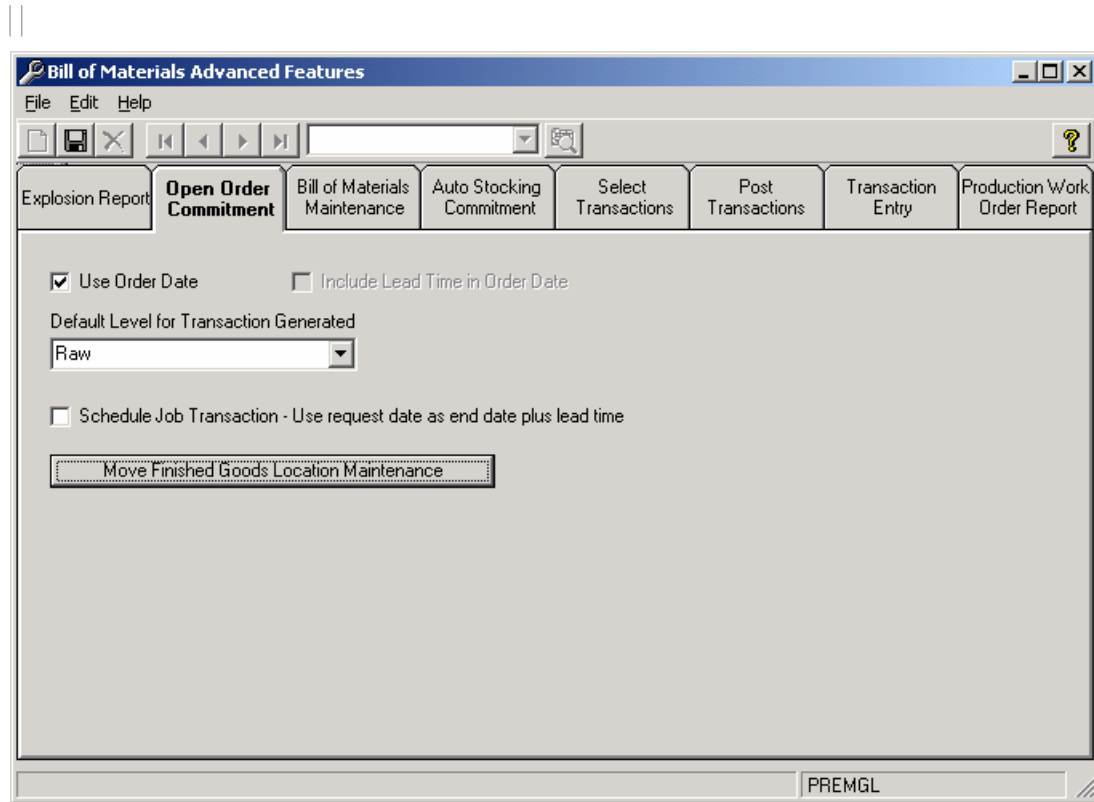 Bill of Materials Advanced Features
File Edit Help
Explosion Report
Open Order
Commitment
Bill of Materials
Maintenance
Auto Stocking
Commitment
Select
Transactions
Post
Transactions
Transaction
Entry
Production Work
Order Report
Use Order Date
Include Lead Time in Order Date
Default Level for Transaction Generated
Raw
Schedule Job Transaction - Use request date as end date plus lead time
Move Finished Goods Location Maintenance
PREMGL